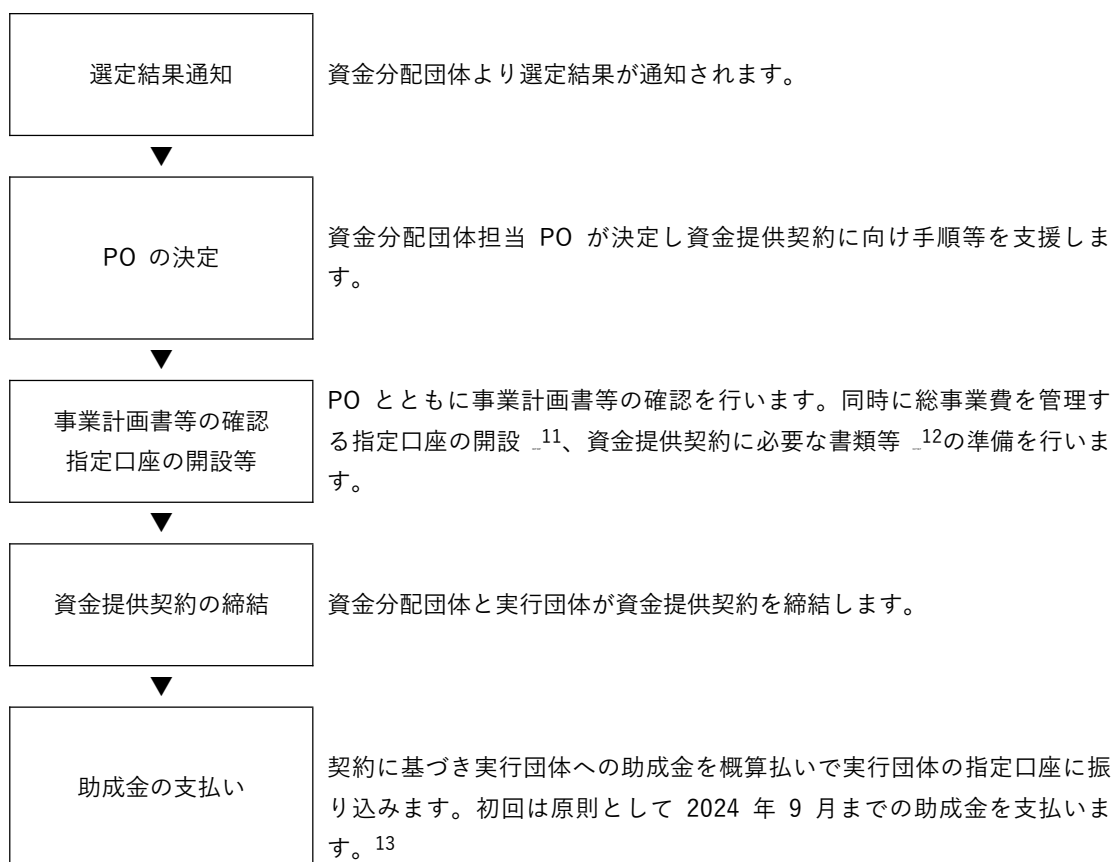 選定結果通知
資金分配団体より選定結果が通知されます。
▼
PO の決定
資金分配団体担当 PO が決定し資金提供契約に向け手順等を支援しま
す。
▼
事業計画書等の確認
指定口座の開設等
PO とともに事業計画書等の確認を行います。同時に総事業費を管理す
る指定口座の開設 11、資金提供契約に必要な書類等 12の準備を行いま
す。
▼
資金提供契約の締結
資金分配団体と実行団体が資金提供契約を締結します。
▼
助成金の支払い
契約に基づき実行団体への助成金を概算払いで実行団体の指定口座に振
り込みます。初回は原則として 2024 年 9 月までの助成金を支払いま
す。13